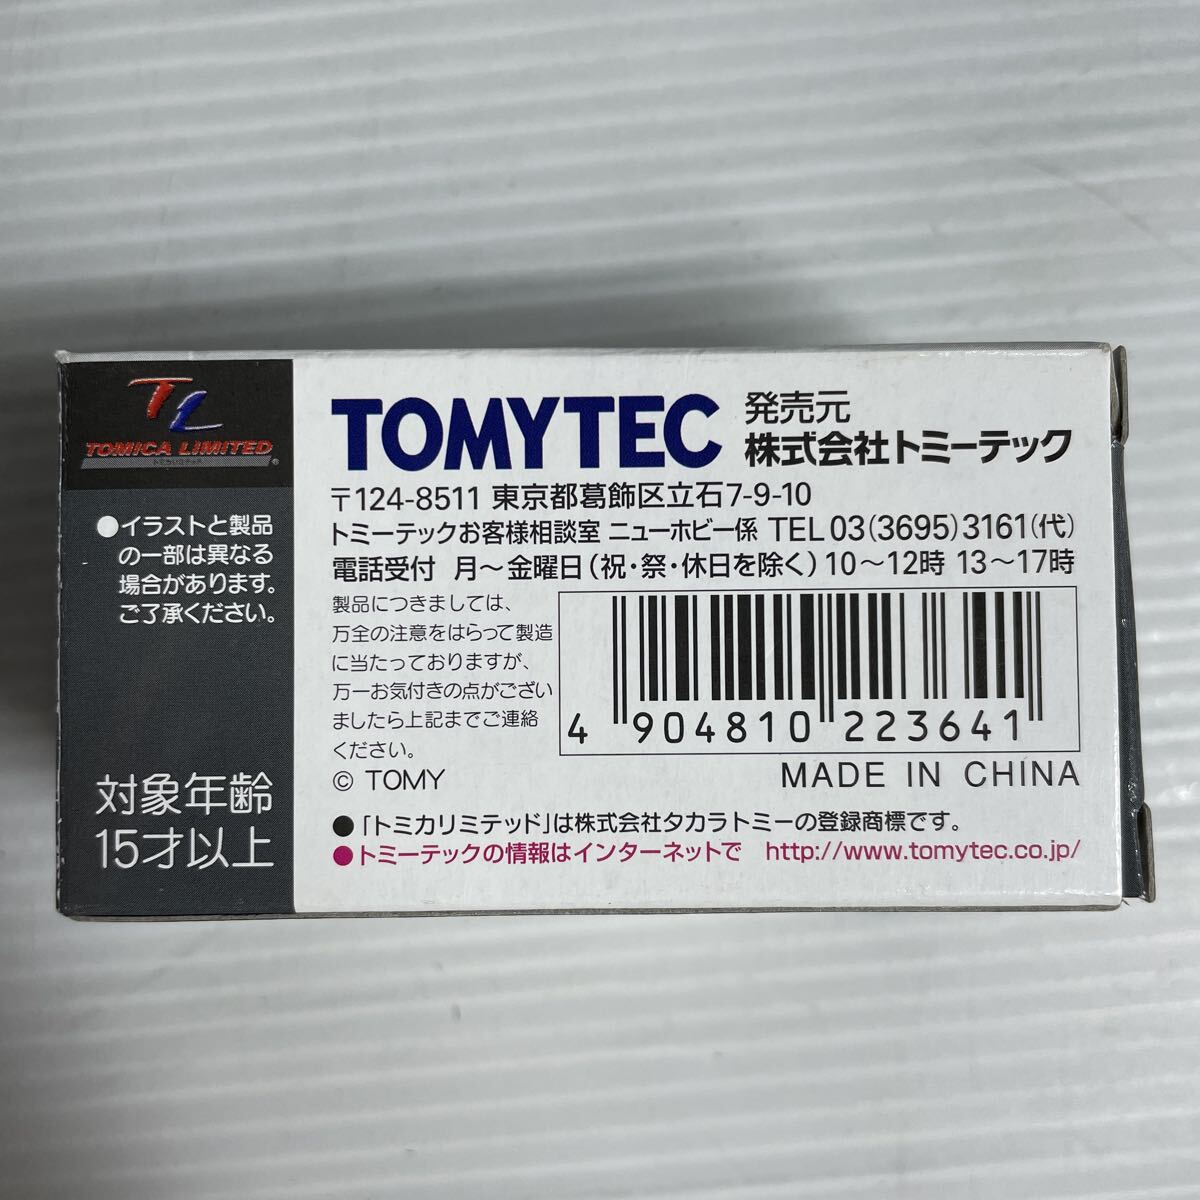 TL
TOMICA LIMITED
®
●イラストと製品
の一部は異なる
場合があります。
ご了承ください。
対象年齢
15才以上
TOMYTEC
発売元
株式会社トミーテック
〒124-8511 東京都葛飾区立石7-9-10
トミーテックお客様相談室 ニューホビー係 TEL 03(3695)3161(代)
電話受付 月～金曜日(祝・祭・休日を除く) 10～12時 13～17時
製品につきましては、
万全の注意をはらって製造
に当たっておりますが、
万一お気付きの点がござい
ましたら上記までご連絡
ください。
© TOMY
4 904810 223641
MADE IN CHINA
●「トミカリミテッド」は株式会社タカラトミーの登録商標です。
●トミーテックの情報はインターネットで http://www.tomytec.co.jp/